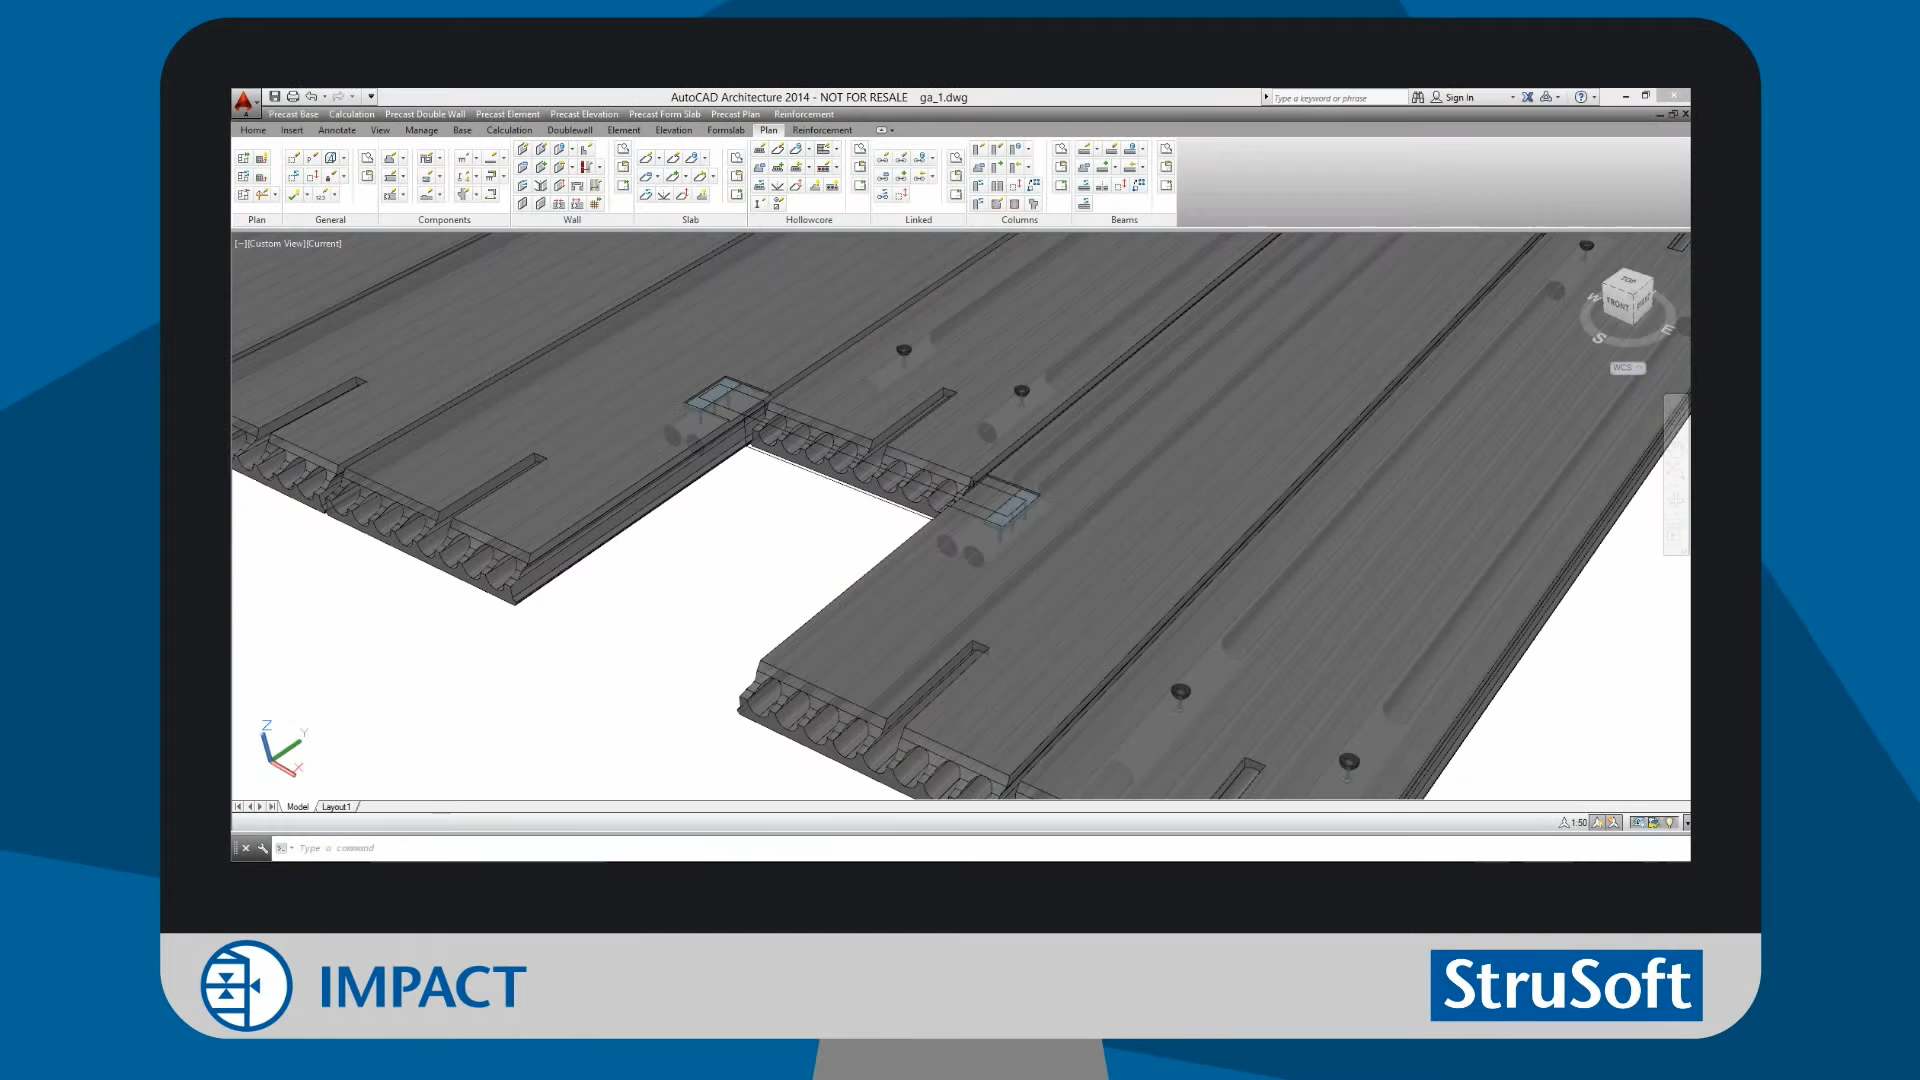 AutoCAD Architecture 2014 - NOT FOR RESALE ga_1.dwg
Type a keyword or phrase
Sign In
Precast Base Calculation Precast Double Wall Precast Element Precast Elevation Precast Form Slab Precast Plan Reinforcement
Home Insert Annotate View Manage Base Calculation Doublewall Element Elevation Formslab Plan Reinforcement
Plan General Components Wall Slab Hollowcore Linked Columns Beams
[−][Custom View][Current]
TOP
FRONT
W
S
E
WCS
Z
Y
X
Model Layout1
1:50
Type a command
IMPACT
StruSoft